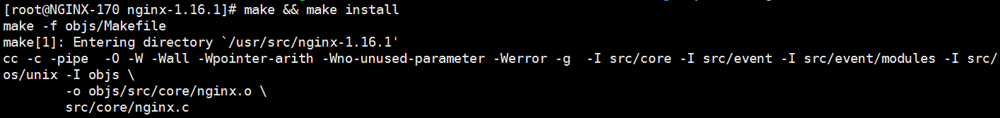 [root@NGINX-170 nginx-1.16.1]# make && make install
make -f objs/Makefile
make[1]: Entering directory `/usr/src/nginx-1.16.1'
cc -c -pipe  -O -W -Wall -Wpointer-arith -Wno-unused-parameter -Werror -g  -I src/core -I src/event -I src/event/modules -I src/
os/unix -I objs \
        -o objs/src/core/nginx.o \
        src/core/nginx.c